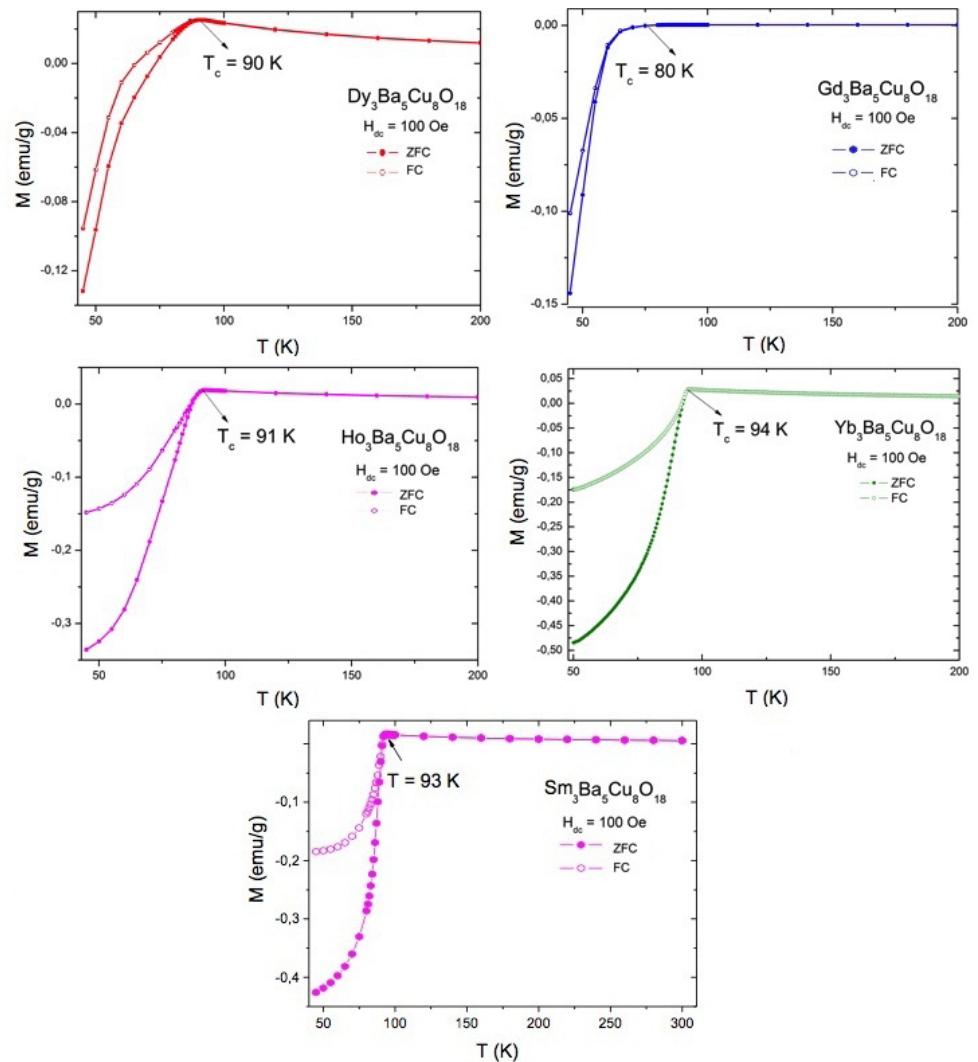 0,00
-0,04
-0,08
-0,12
M (emu/g)
T_c = 90 K
Dy₃Ba₅Cu₈O₁₈
H_dc = 100 Oe
ZFC
FC
50 100 150 200
T (K)
0,00
-0,05
-0,10
-0,15
M (emu/g)
T_c = 80 K
Gd₃Ba₅Cu₈O₁₈
H_dc = 100 Oe
ZFC
FC
50 100 150 200
T (K)
0,0
-0,1
-0,2
-0,3
M (emu/g)
T_c = 91 K
Ho₃Ba₅Cu₈O₁₈
H_dc = 100 Oe
ZFC
FC
50 100 150 200
T (K)
0,05
0,00
-0,05
-0,10
-0,15
-0,20
-0,25
-0,30
-0,35
-0,40
-0,45
-0,50
M (emu/g)
T_c = 94 K
Yb₃Ba₅Cu₈O₁₈
H_dc = 100 Oe
ZFC
FC
50 100 150 200
T (K)
-0,1
-0,2
-0,3
-0,4
M (emu/g)
T = 93 K
Sm₃Ba₅Cu₈O₁₈
H_dc = 100 Oe
ZFC
FC
50 100 150 200 250 300
T (K)